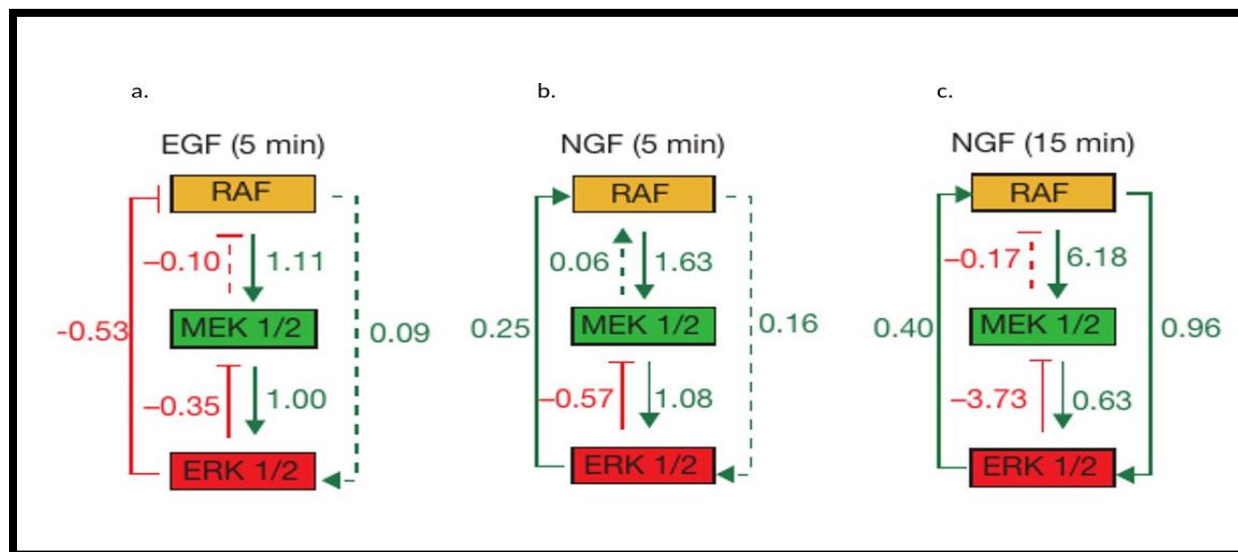 a.
EGF (5 min)
RAF
−0.10
1.11
MEK 1/2
-0.53
0.09
−0.35
1.00
ERK 1/2
b.
NGF (5 min)
RAF
0.06
1.63
MEK 1/2
0.25
0.16
−0.57
1.08
ERK 1/2
c.
NGF (15 min)
RAF
−0.17
6.18
MEK 1/2
0.40
0.96
−3.73
0.63
ERK 1/2